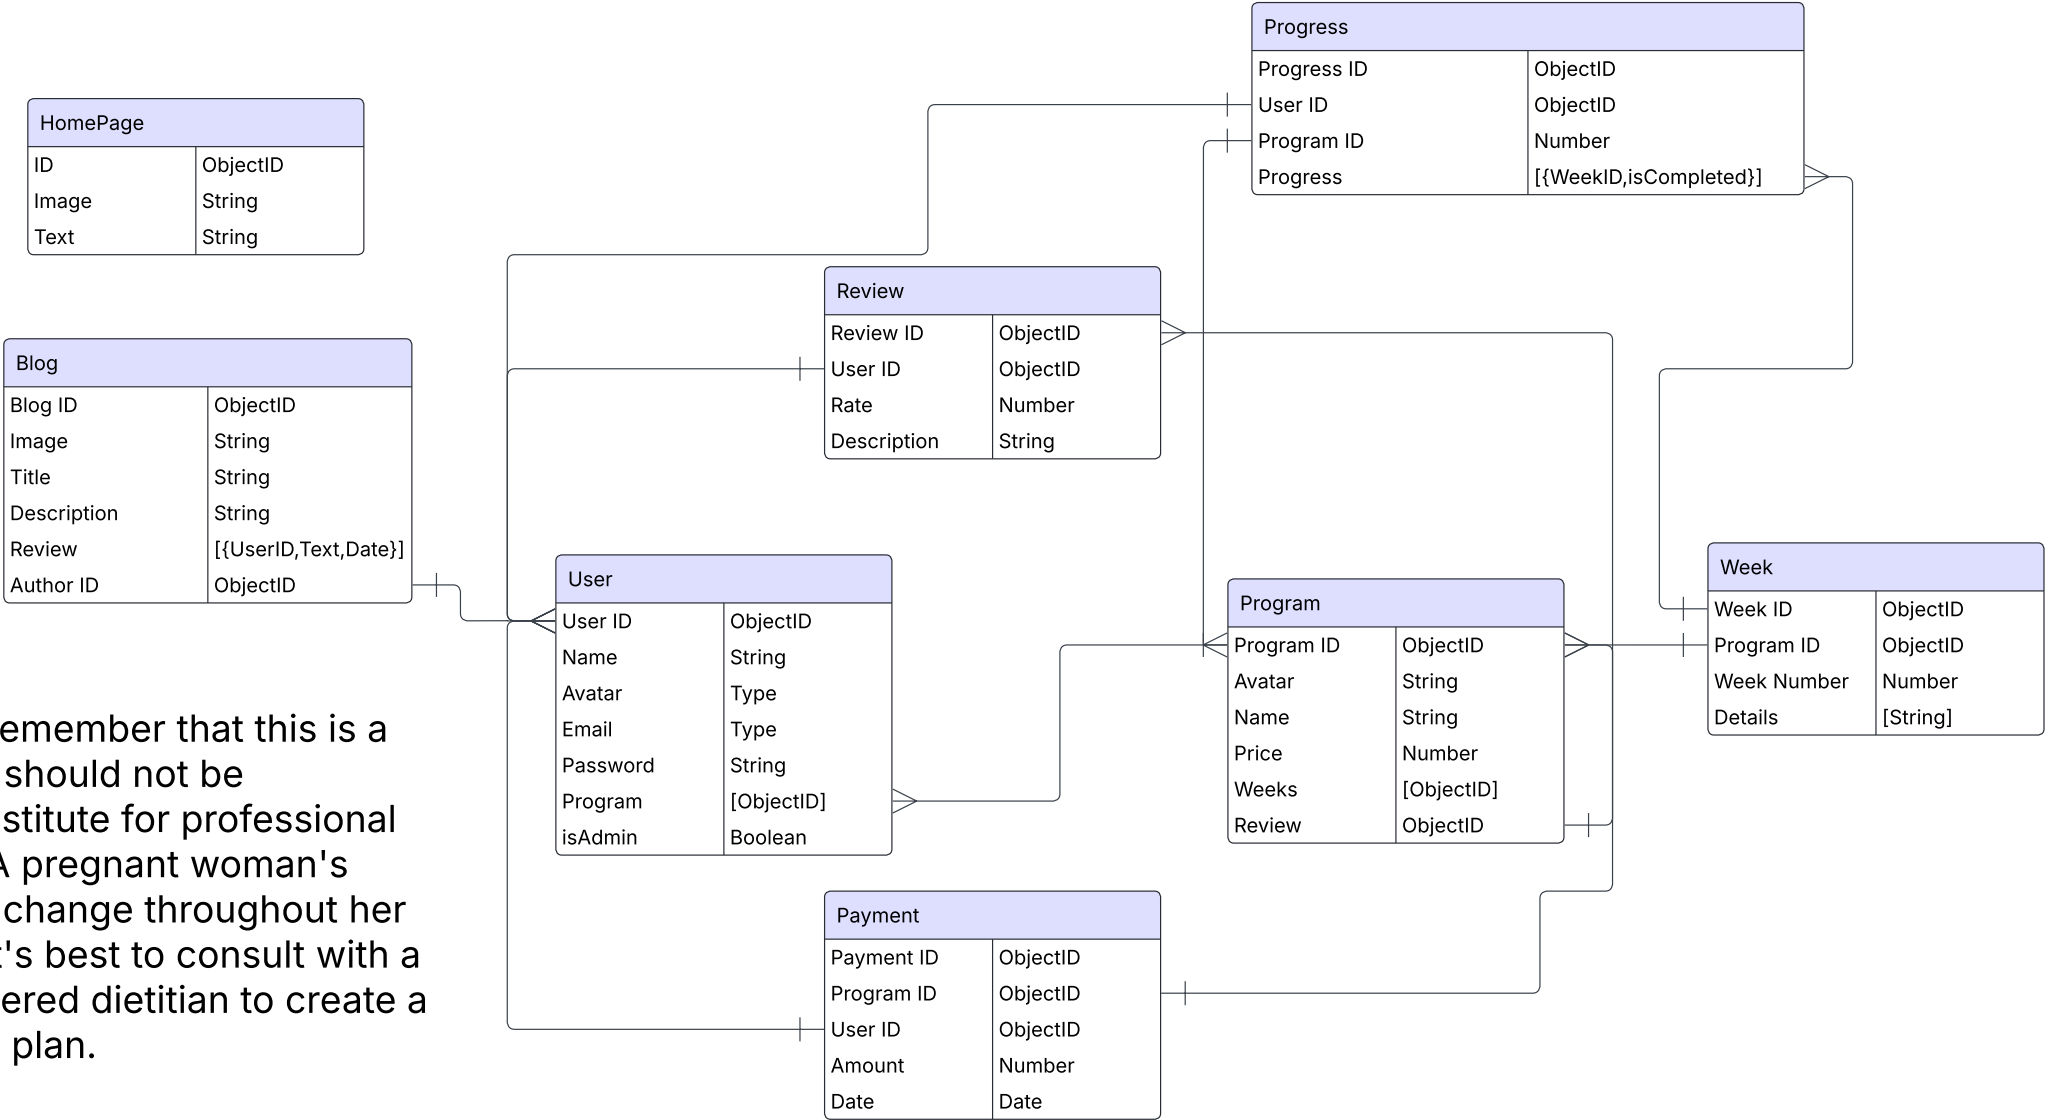 Progress
Progress ID ObjectID
User ID ObjectID
Program ID Number
Progress [{WeekID,isCompleted}]
HomePage
ID ObjectID
Image String
Text String
Review
Review ID ObjectID
User ID ObjectID
Rate Number
Description String
Blog
Blog ID ObjectID
Image String
Title String
Description String
Review [{UserID,Text,Date}]
Author ID ObjectID
User
User ID ObjectID
Name String
Avatar Type
Email Type
Password String
Program [ObjectID]
isAdmin Boolean
Program
Program ID ObjectID
Avatar String
Name String
Price Number
Weeks [ObjectID]
Review ObjectID
Week
Week ID ObjectID
Program ID ObjectID
Week Number Number
Details [String]
Payment
Payment ID ObjectID
Program ID ObjectID
User ID ObjectID
Amount Number
Date Date
emember that this is a
should not be
stitute for professional
A pregnant woman's
change throughout her
t's best to consult with a
ered dietitian to create a
plan.